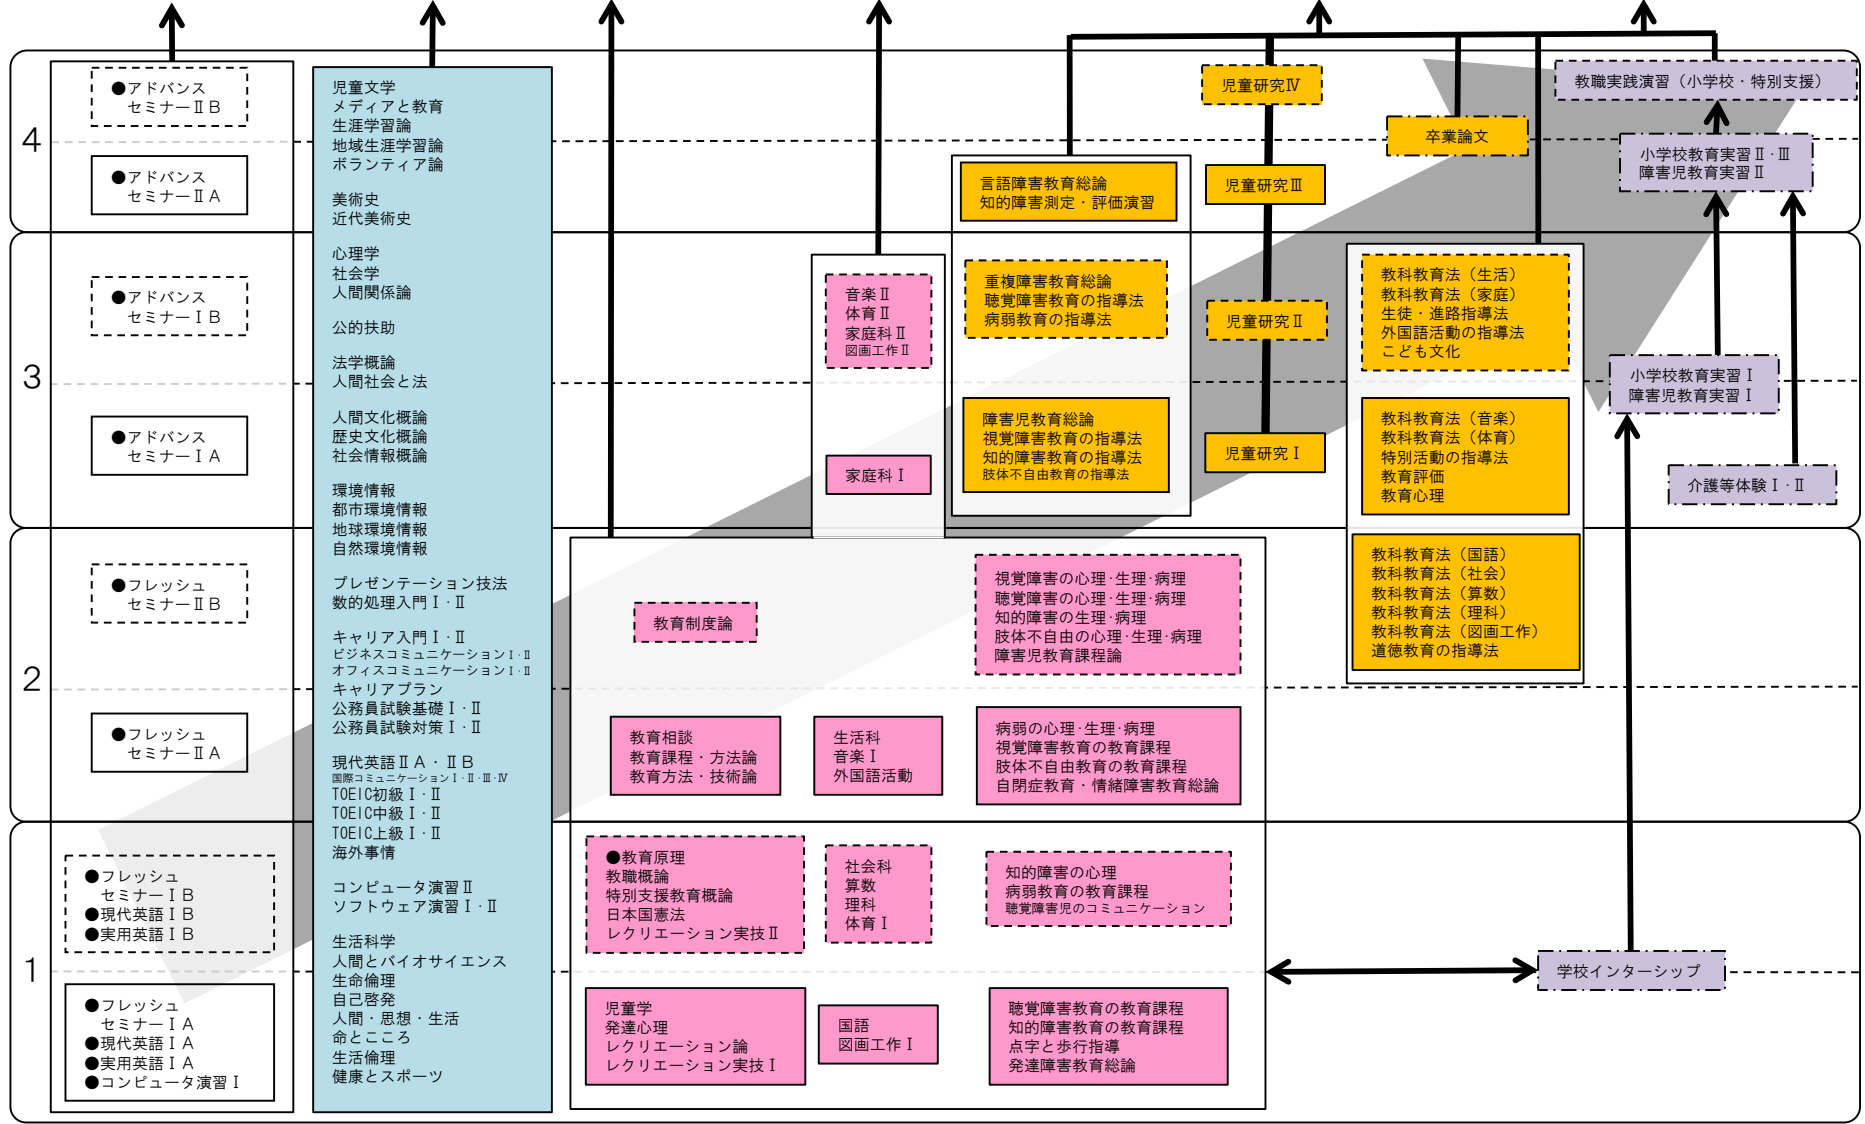 4
●アドバンス
セミナーⅡＢ
●アドバンス
セミナーⅡＡ
3
●アドバンス
セミナーⅠＢ
●アドバンス
セミナーⅠＡ
2
●フレッシュ
セミナーⅡＢ
●フレッシュ
セミナーⅡＡ
1
●フレッシュ
セミナーⅠＢ
●現代英語ⅠＢ
●実用英語ⅠＢ
●フレッシュ
セミナーⅠＡ
●現代英語ⅠＡ
●実用英語ⅠＡ
●コンピュータ演習Ⅰ
児童文学
メディアと教育
生涯学習論
地域生涯学習論
ボランティア論
美術史
近代美術史
心理学
社会学
人間関係論
公的扶助
法学概論
人間社会と法
人間文化概論
歴史文化概論
社会情報概論
環境情報
都市環境情報
地球環境情報
自然環境情報
プレゼンテーション技法
数的処理入門Ⅰ･Ⅱ
キャリア入門Ⅰ･Ⅱ
ビジネスコミュニケーションⅠ･Ⅱ
オフィスコミュニケーションⅠ･Ⅱ
キャリアプラン
公務員試験基礎Ⅰ･Ⅱ
公務員試験対策Ⅰ･Ⅱ
現代英語ⅡＡ・ⅡＢ
国際コミュニケーションⅠ･Ⅱ･Ⅲ･Ⅳ
TOEIC初級Ⅰ･Ⅱ
TOEIC中級Ⅰ･Ⅱ
TOEIC上級Ⅰ･Ⅱ
海外事情
コンピュータ演習Ⅱ
ソフトウェア演習Ⅰ･Ⅱ
生活科学
人間とバイオサイエンス
生命倫理
自己啓発
人間・思想・生活
命とこころ
生活倫理
健康とスポーツ
音楽Ⅱ
体育Ⅱ
家庭科Ⅱ
図画工作Ⅱ
家庭科Ⅰ
教育制度論
教育相談
教育課程・方法論
教育方法・技術論
生活科
音楽Ⅰ
外国語活動
●教育原理
教職概論
特別支援教育概論
日本国憲法
レクリエーション実技Ⅱ
社会科
算数
理科
体育Ⅰ
児童学
発達心理
レクリエーション論
レクリエーション実技Ⅰ
国語
図画工作Ⅰ
言語障害教育総論
知的障害測定・評価演習
重複障害教育総論
聴覚障害教育の指導法
病弱教育の指導法
障害児教育総論
視覚障害教育の指導法
知的障害教育の指導法
肢体不自由教育の指導法
視覚障害の心理･生理･病理
聴覚障害の心理･生理･病理
知的障害の生理･病理
肢体不自由の心理･生理･病理
障害児教育課程論
病弱の心理･生理･病理
視覚障害教育の教育課程
肢体不自由教育の教育課程
自閉症教育・情緒障害教育総論
知的障害の心理
病弱教育の教育課程
聴覚障害児のコミュニケーション
聴覚障害教育の教育課程
知的障害教育の教育課程
点字と歩行指導
発達障害教育総論
児童研究Ⅳ
児童研究Ⅲ
児童研究Ⅱ
児童研究Ⅰ
卒業論文
教科教育法（生活）
教科教育法（家庭）
生徒・進路指導法
外国語活動の指導法
こども文化
教科教育法（音楽）
教科教育法（体育）
特別活動の指導法
教育評価
教育心理
教科教育法（国語）
教科教育法（社会）
教科教育法（算数）
教科教育法（理科）
教科教育法（図画工作）
道徳教育の指導法
教職実践演習（小学校・特別支援）
小学校教育実習Ⅱ･Ⅲ
障害児教育実習Ⅱ
小学校教育実習Ⅰ
障害児教育実習Ⅰ
介護等体験Ⅰ･Ⅱ
学校インターシップ